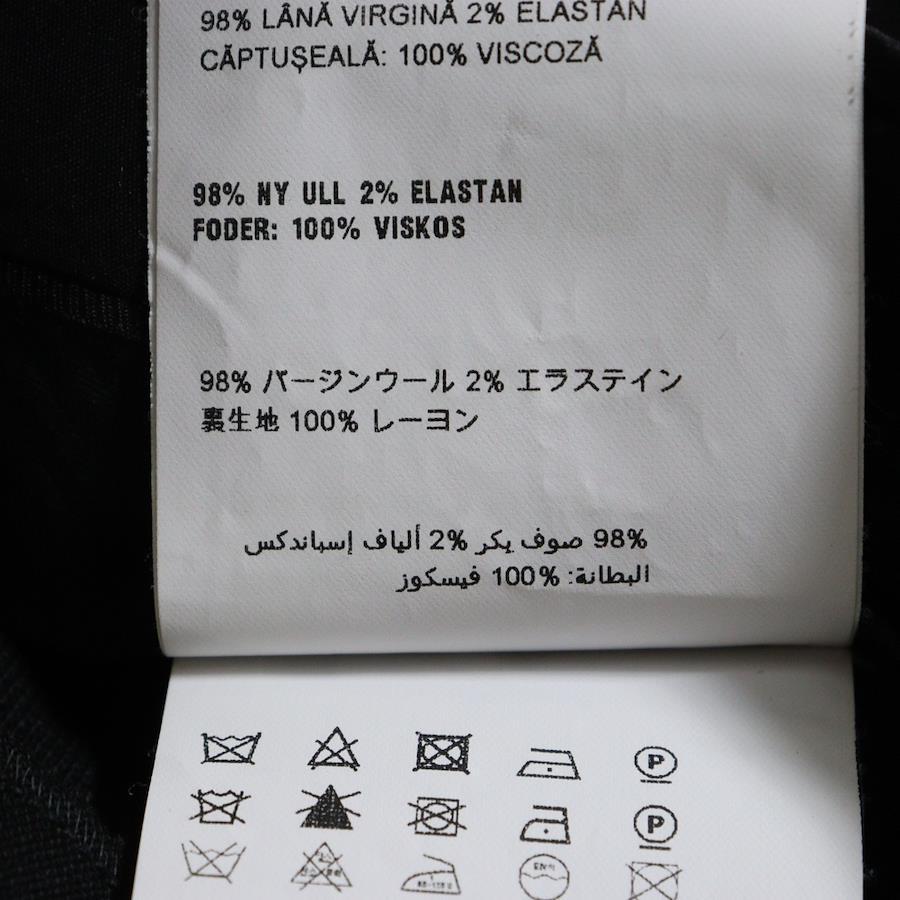 98% LÂNĂ VIRGINĂ 2% ELASTAN
CĂPTUȘEALĂ: 100% VISCOZĂ
98% NY ULL 2% ELASTAN
FODER: 100% VISKOS
98% バージンウール 2% エラステイン
裏生地 100% レーヨン
98% صوف بكر 2% ألياف إسباندكس
البطانة: 100% فيسكوز
P
P